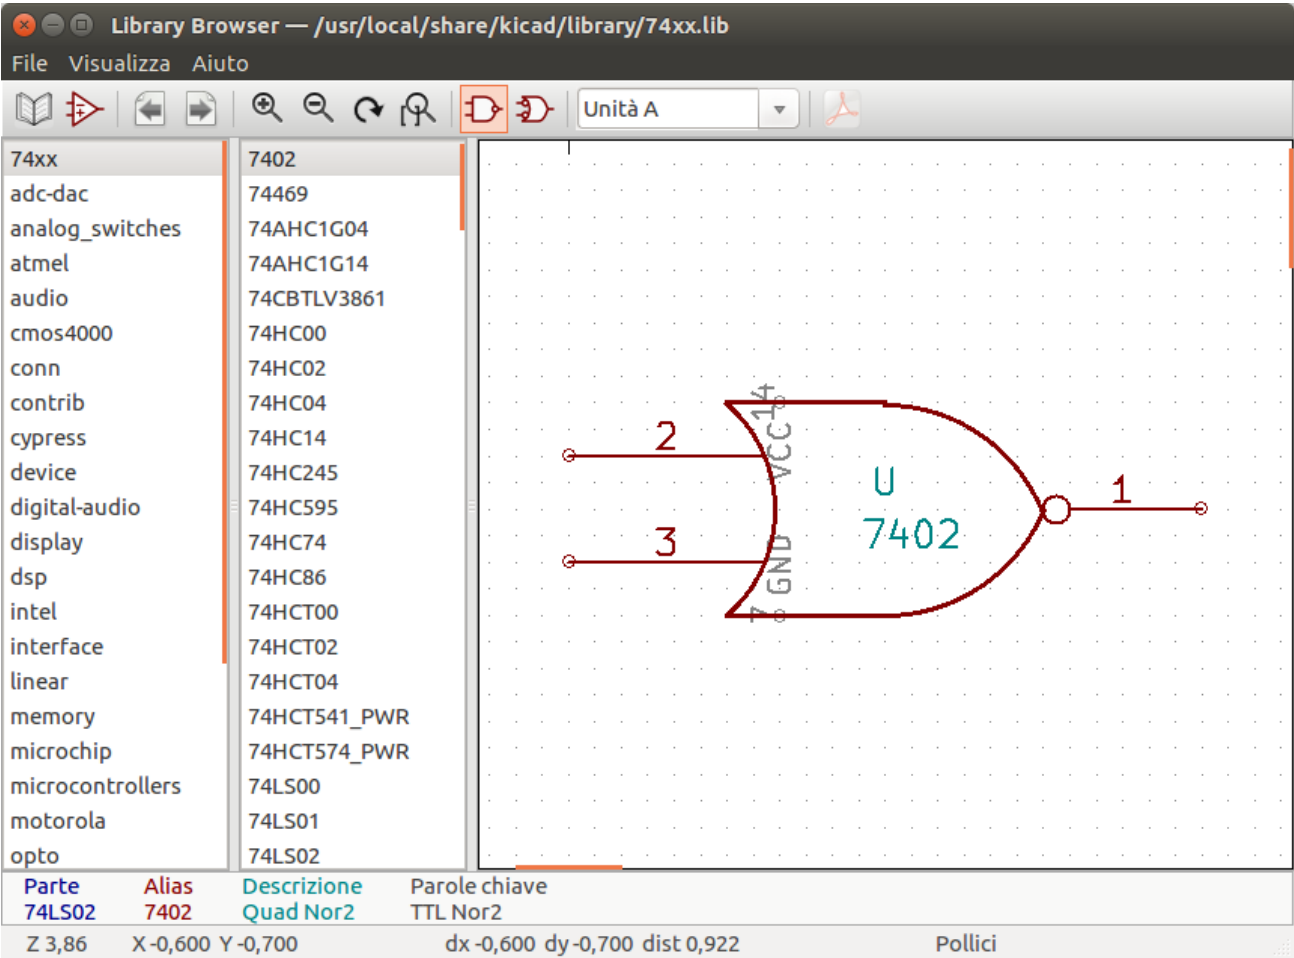 Library Browser — /usr/local/share/kicad/library/74xx.lib
File Visualizza Aiuto
Unità A
74xx
adc-dac
analog_switches
atmel
audio
cmos4000
conn
contrib
cypress
device
digital-audio
display
dsp
intel
interface
linear
memory
microchip
microcontrollers
motorola
opto
7402
74469
74AHC1G04
74AHC1G14
74CBTLV3861
74HC00
74HC02
74HC04
74HC14
74HC245
74HC595
74HC74
74HC86
74HCT00
74HCT02
74HCT04
74HCT541_PWR
74HCT574_PWR
74LS00
74LS01
74LS02
14
VCC
2
U
7402
1
3
GND
7
Parte Alias Descrizione Parole chiave
74LS02 7402 Quad Nor2 TTL Nor2
Z 3,86 X -0,600 Y -0,700 dx -0,600 dy -0,700 dist 0,922 Pollici